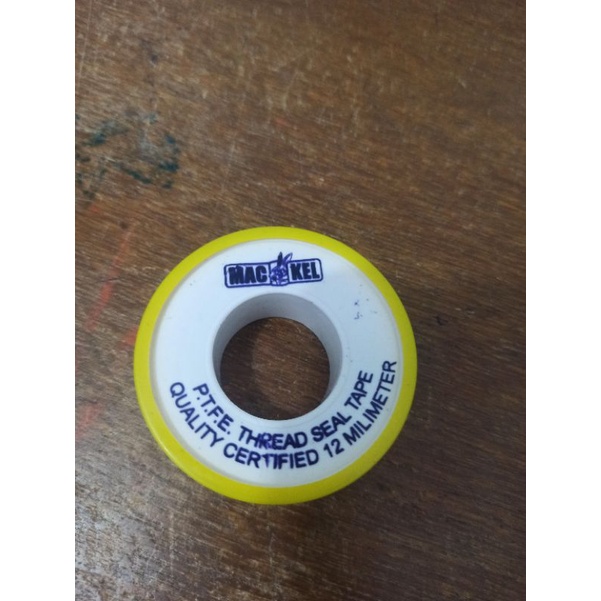 MAC KEL
P.T.F.E. THREAD SEAL TAPE
QUALITY CERTIFIED 12 MILIMETER